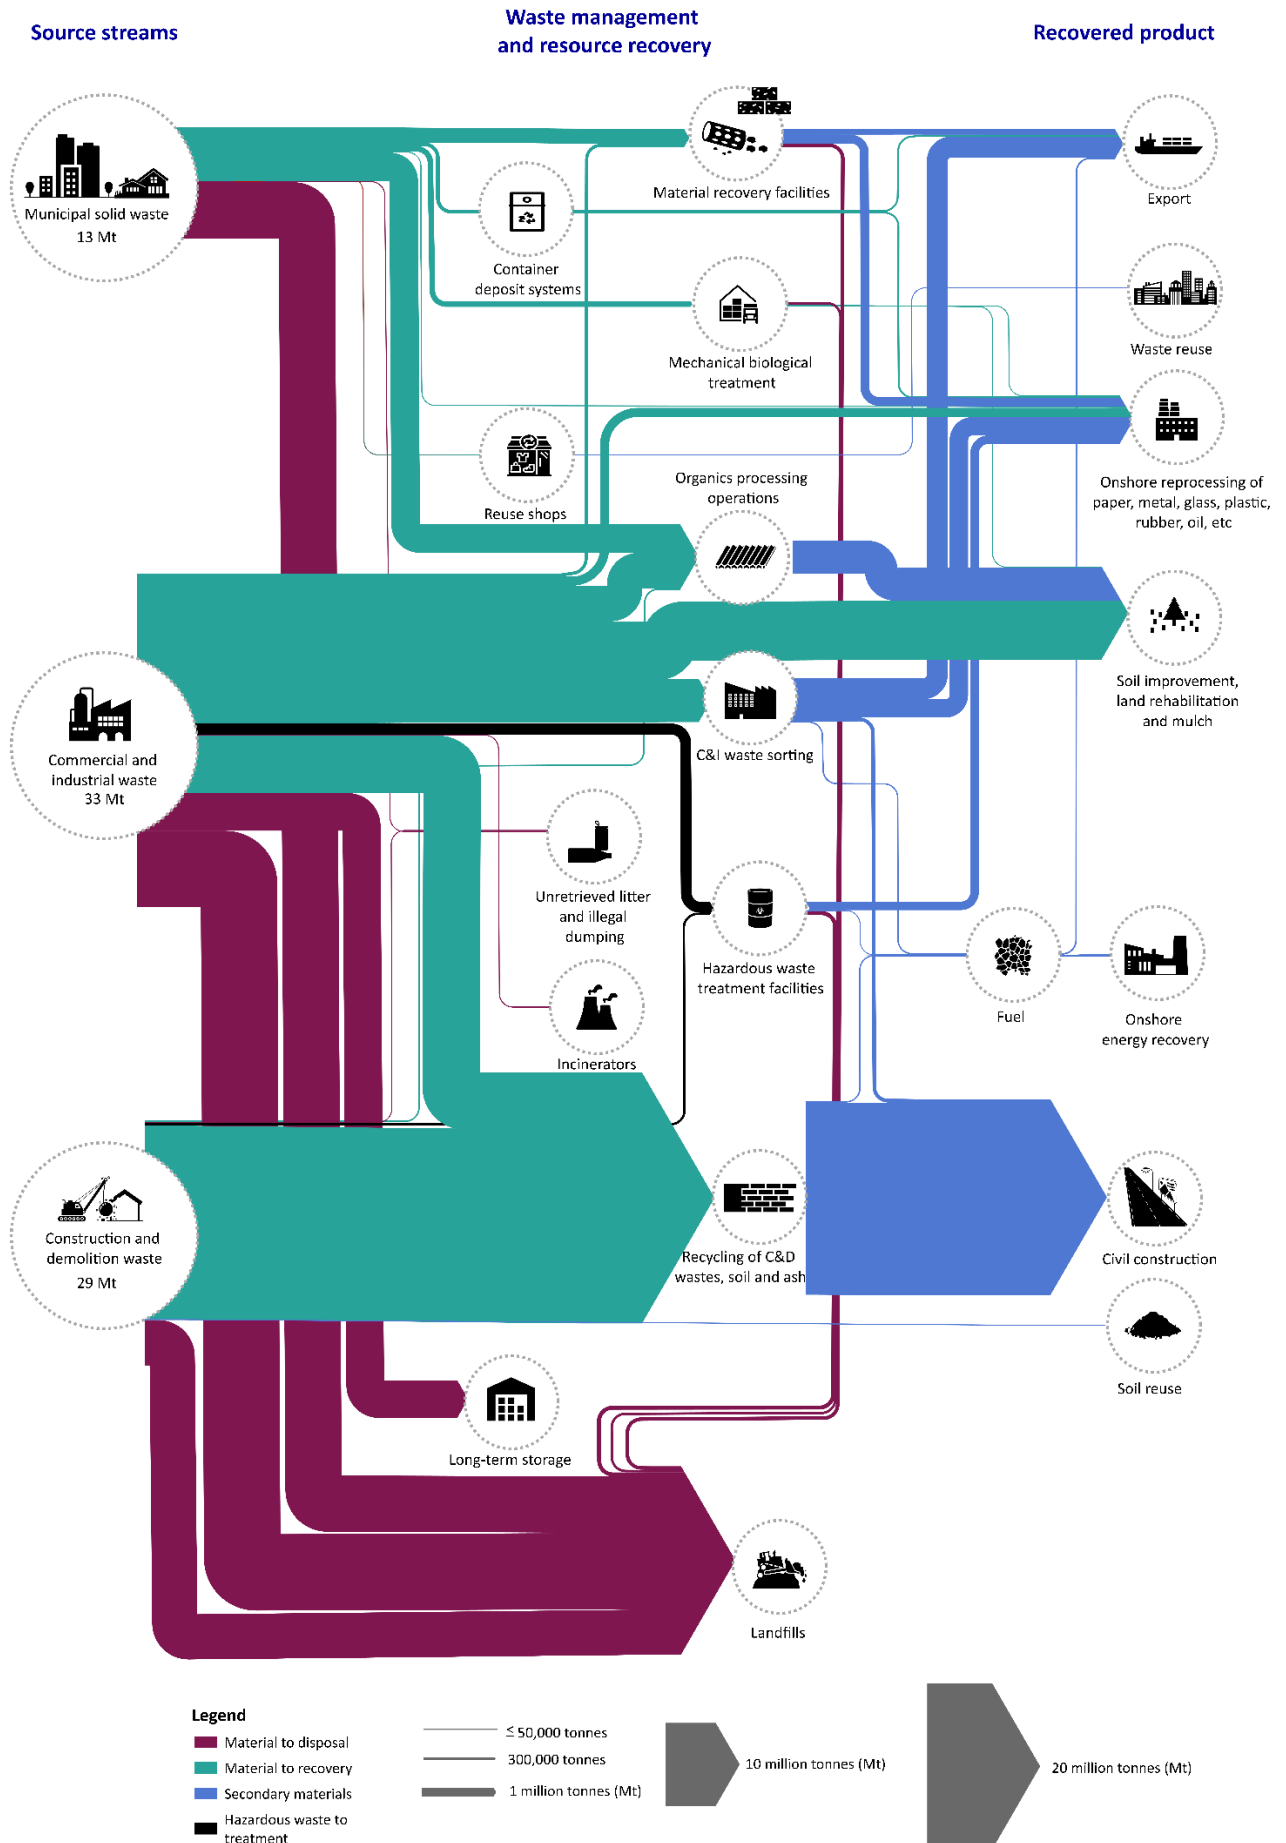 Source streams
Waste management
and resource recovery
Recovered product
Municipal solid waste
13 Mt
Material recovery facilities
Export
Container
deposit systems
Mechanical biological
treatment
Waste reuse
Reuse shops
Organics processing
operations
Onshore reprocessing of
paper, metal, glass, plastic,
rubber, oil, etc
Commercial and
industrial waste
33 Mt
C&I waste sorting
Soil improvement,
land rehabilitation
and mulch
Unretrieved litter
and illegal
dumping
Hazardous waste
treatment facilities
Fuel
Onshore
energy recovery
Incinerators
Construction and
demolition waste
29 Mt
Recycling of C&D
wastes, soil and ash
Civil construction
Soil reuse
Long-term storage
Landfills
Legend
Material to disposal
Material to recovery
Secondary materials
Hazardous waste to
treatment
≤ 50,000 tonnes
300,000 tonnes
1 million tonnes (Mt)
10 million tonnes (Mt)
20 million tonnes (Mt)